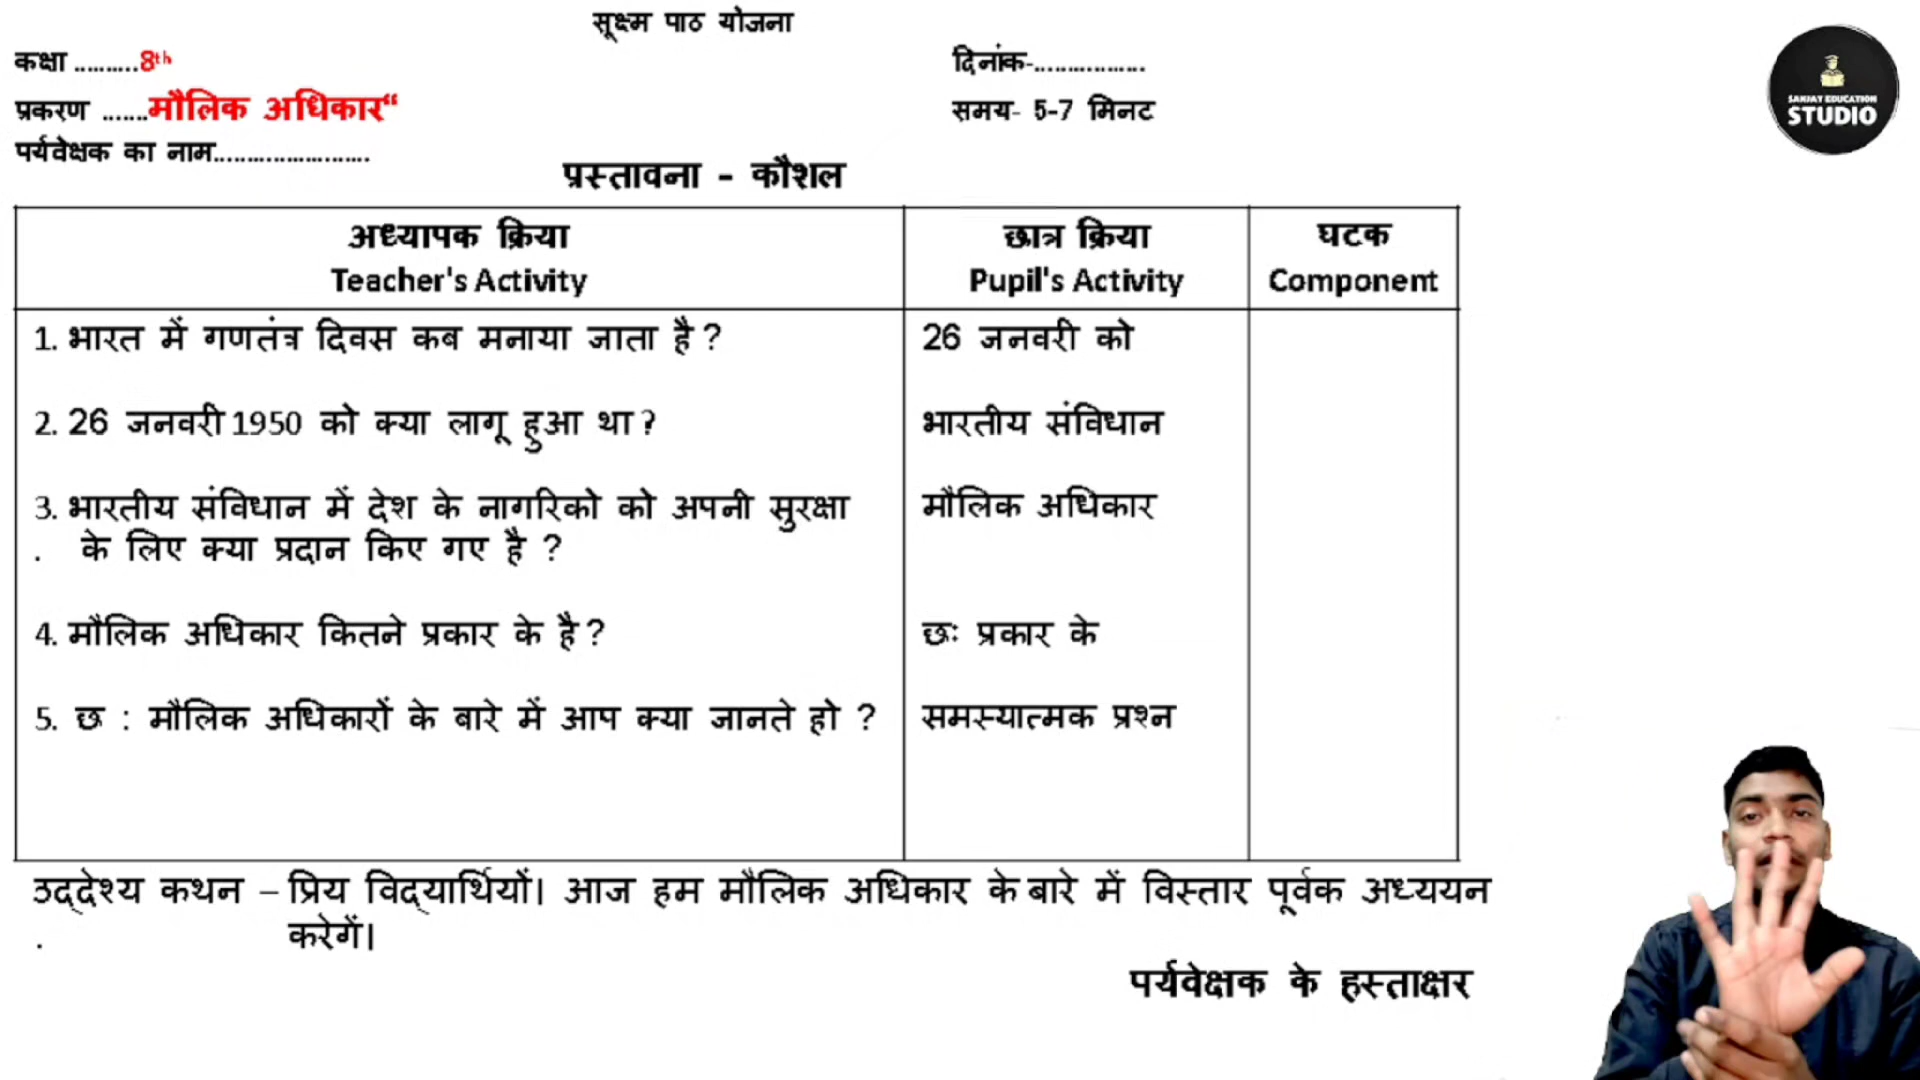 सूक्ष्म पाठ योजना
कक्षा ..........8th
दिनांक-.................
प्रकरण .......मौलिक अधिकार“
समय- 5-7 मिनट
पर्यवेक्षक का नाम.......................
SANJAY EDUCATION
STUDIO
प्रस्तावना - कौशल
अध्यापक क्रिया
Teacher's Activity
छात्र क्रिया
Pupil's Activity
घटक
Component
1. भारत में गणतंत्र दिवस कब मनाया जाता है ?
26 जनवरी को
2. 26 जनवरी 1950 को क्या लागू हुआ था ?
भारतीय संविधान
3. भारतीय संविधान में देश के नागरिको को अपनी सुरक्षा
. के लिए क्या प्रदान किए गए है ?
मौलिक अधिकार
4. मौलिक अधिकार कितने प्रकार के है ?
छः प्रकार के
5. छ : मौलिक अधिकारों के बारे में आप क्या जानते हो ?
समस्यात्मक प्रश्न
उद्देश्य कथन – प्रिय विद्यार्थियों। आज हम मौलिक अधिकार के बारे में विस्तार पूर्वक अध्ययन
. करेगें।
पर्यवेक्षक के हस्ताक्षर